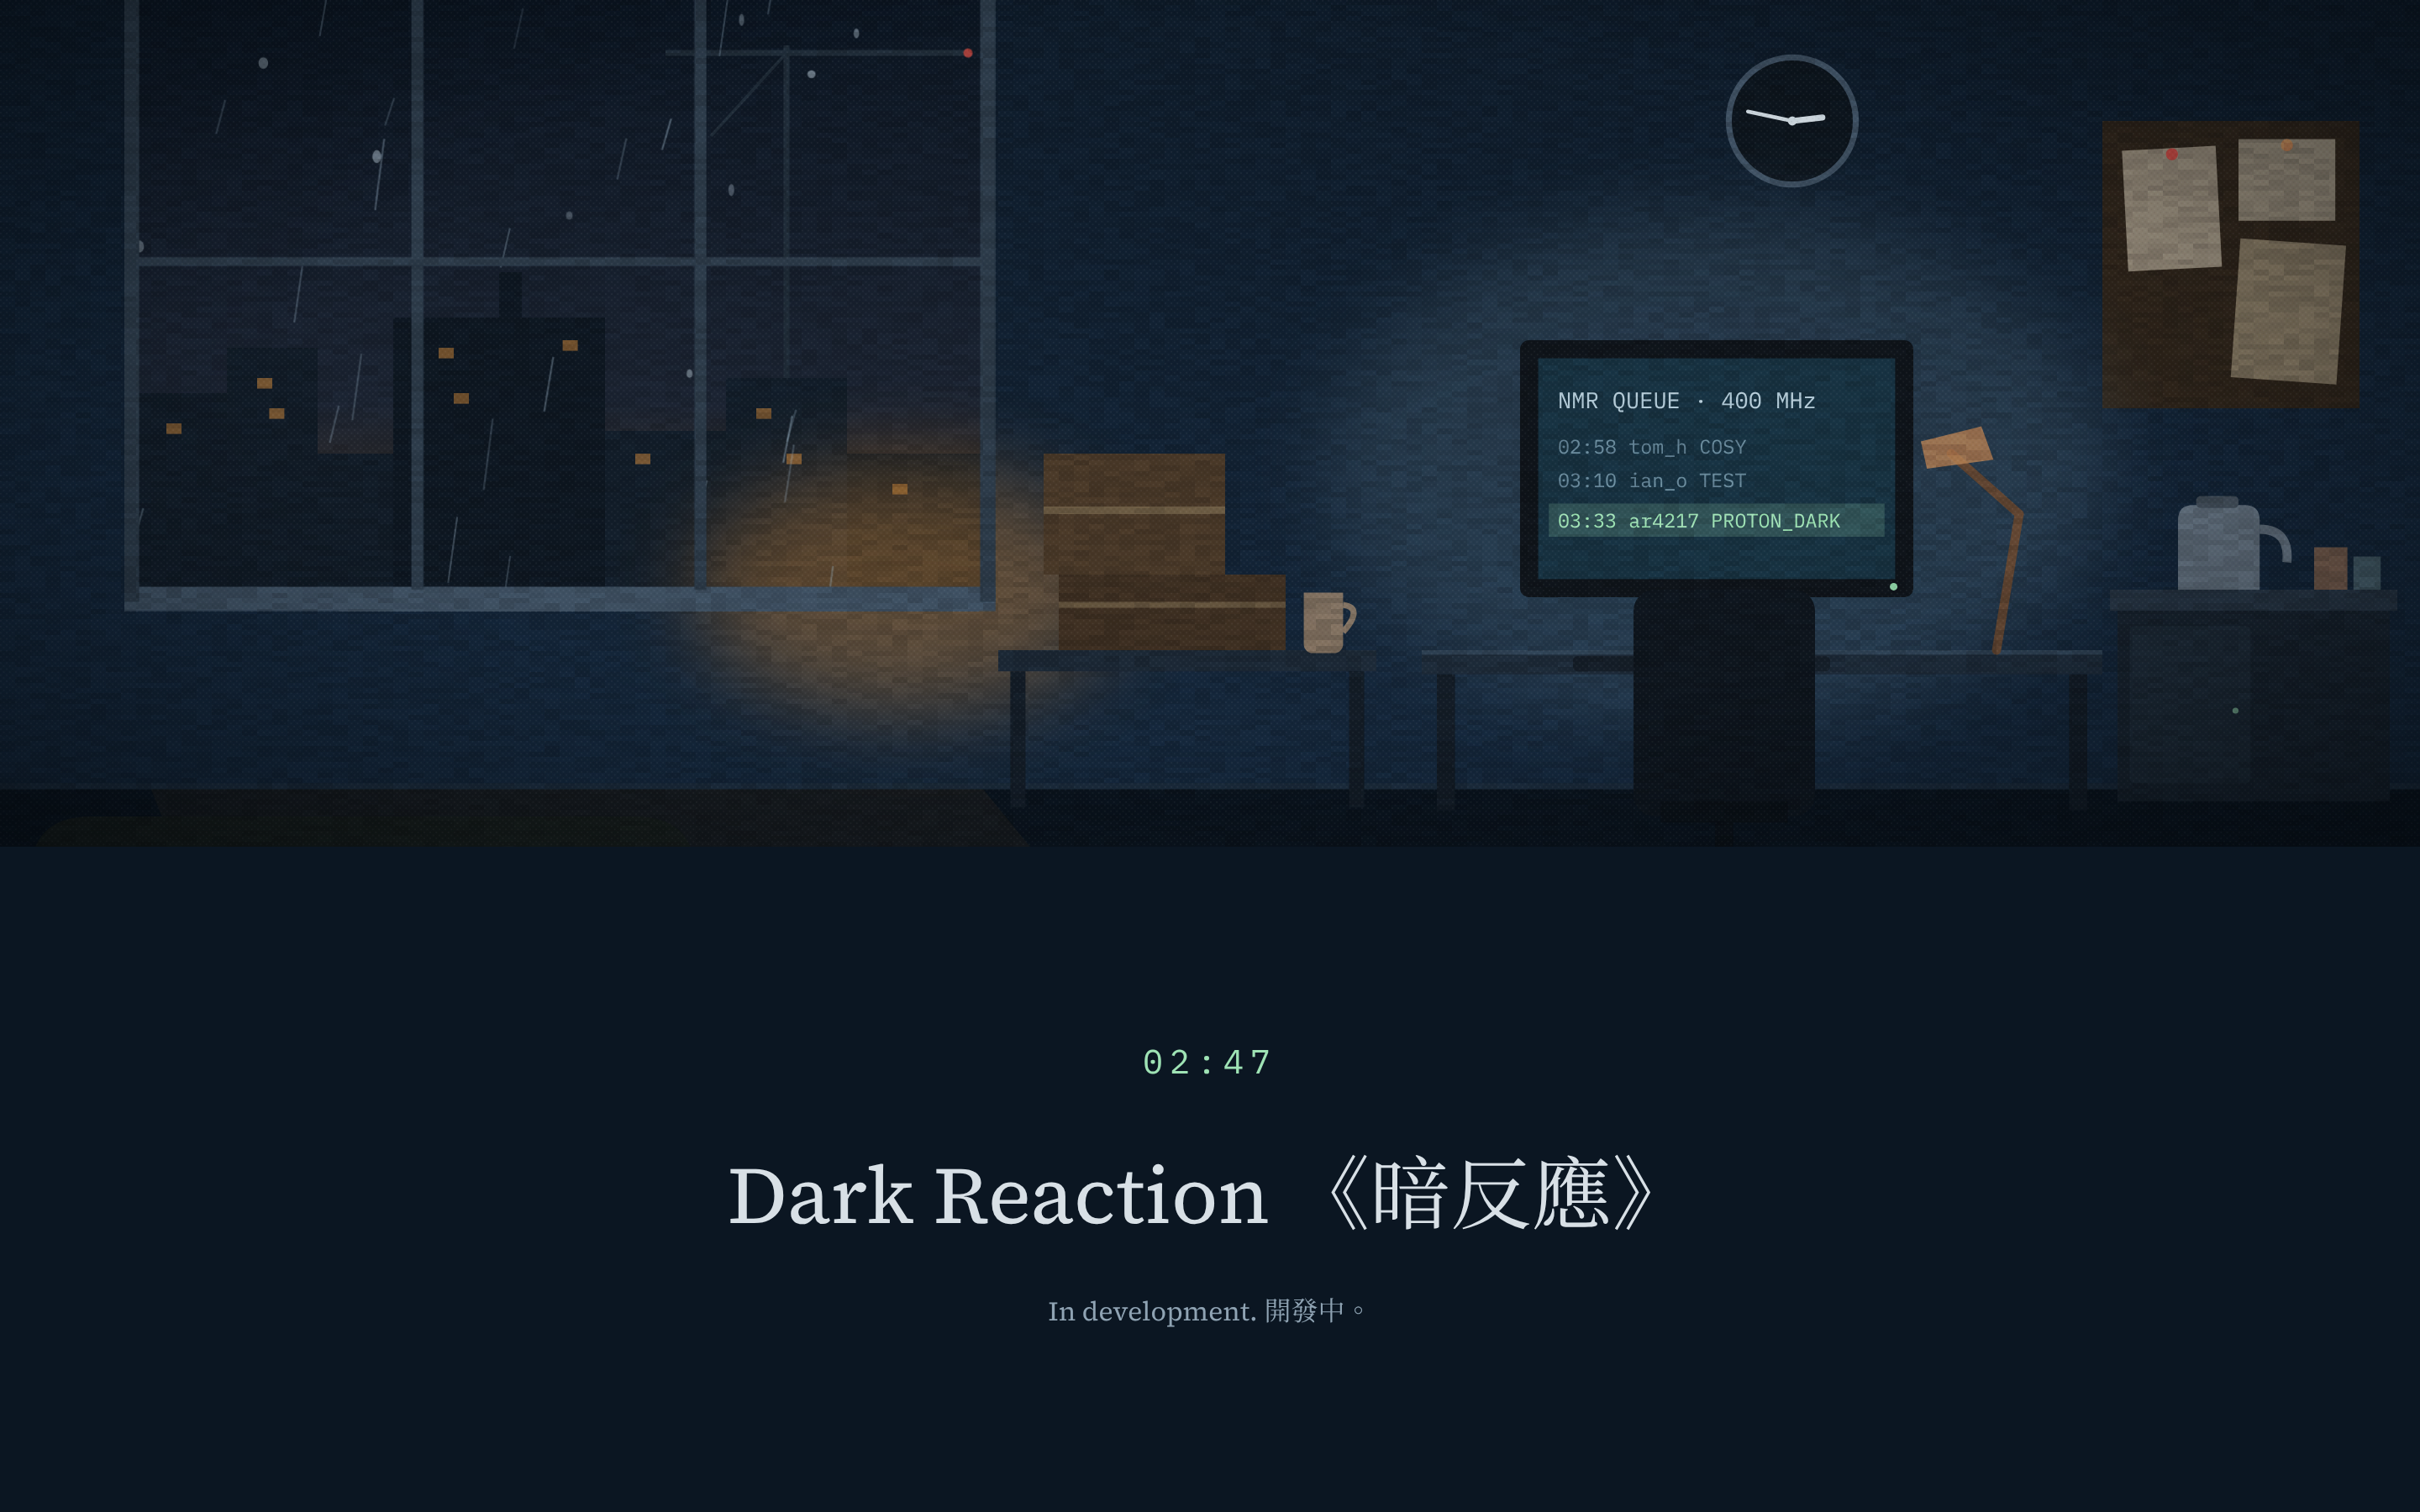 NMR QUEUE · 400 MHz
02:58 tom_h COSY
03:10 ian_o TEST
03:33 ar4217 PROTON_DARK
02:47
Dark Reaction 《暗反應》
In development. 開發中。